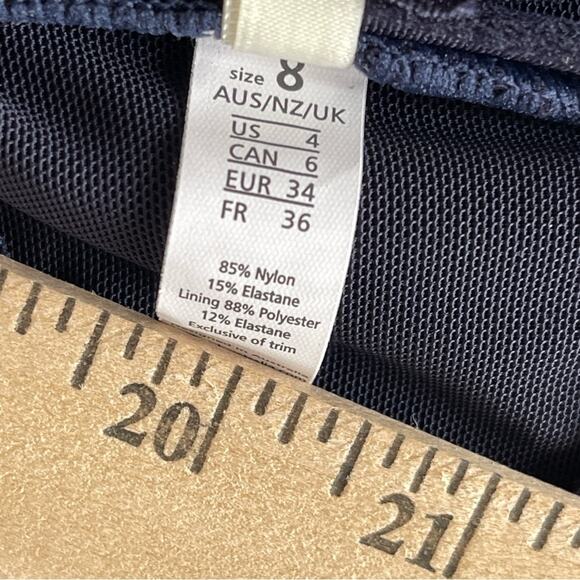 size 8
AUS/NZ/UK
US 4
CAN 6
EUR 34
FR 36
85% Nylon
15% Elastane
Lining 88% Polyester
12% Elastane
Exclusive of trim
20
21